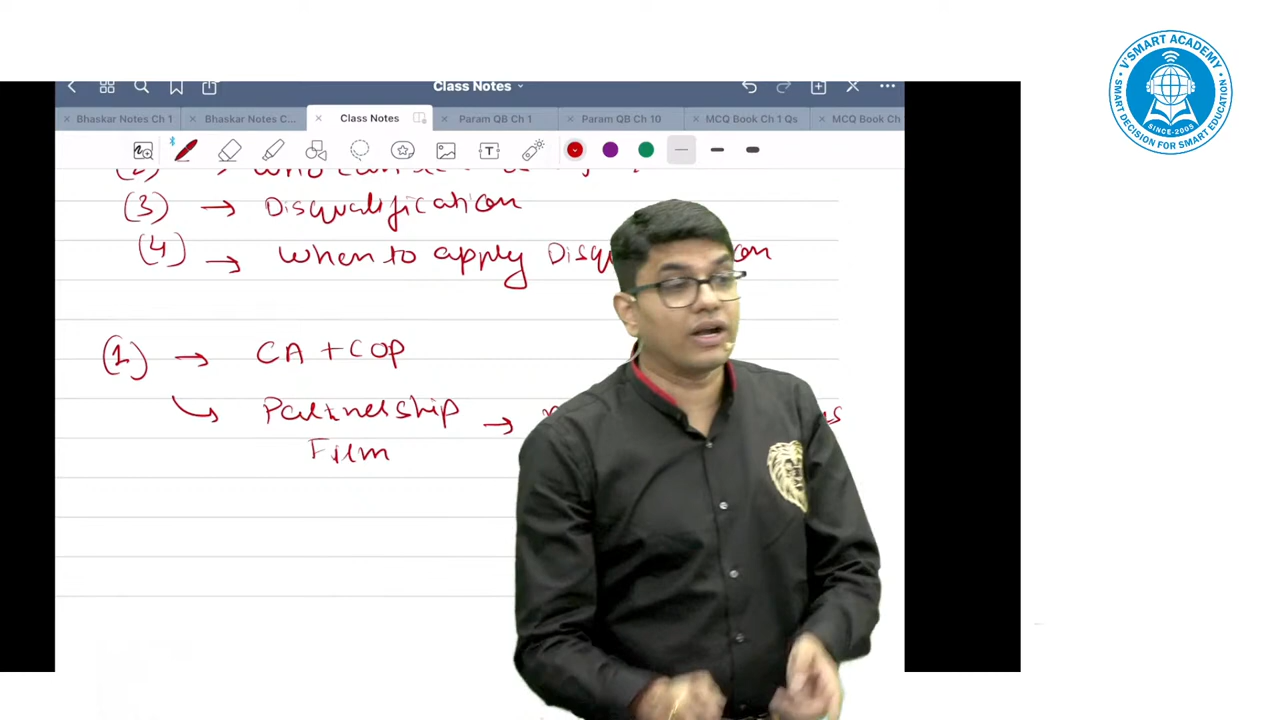 Class Notes
Bhaskar Notes Ch 1
Bhaskar Notes C...
Class Notes
Param QB Ch 1
Param QB Ch 10
MCQ Book Ch 1 Qs
MCQ Book Ch
T
(3) → Disqualification
(4) → When to apply
(1) → CA + COP
Partnership →
Firm
V'SMART ACADEMY
SINCE-2005
SMART DECISION FOR SMART EDUCATION